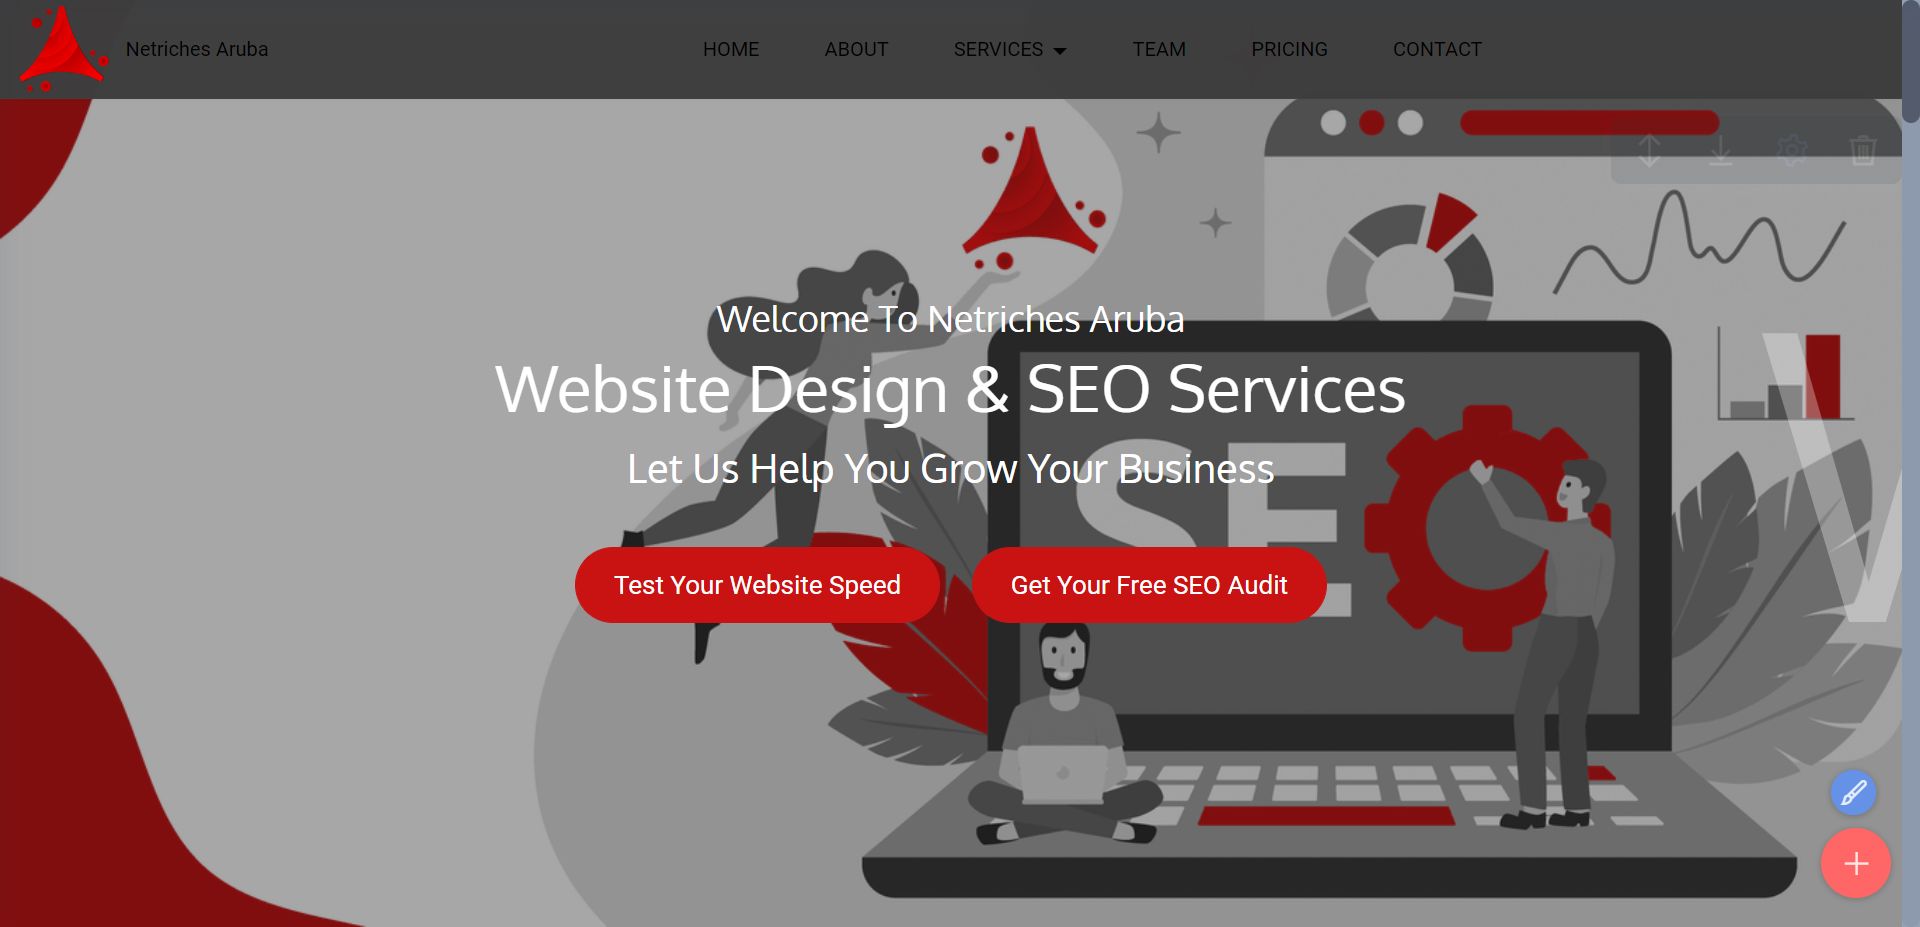 Netriches Aruba
HOME
ABOUT
SERVICES
TEAM
PRICING
CONTACT
Welcome To Netriches Aruba
Website Design & SEO Services
Let Us Help You Grow Your Business
SE
Test Your Website Speed
Get Your Free SEO Audit